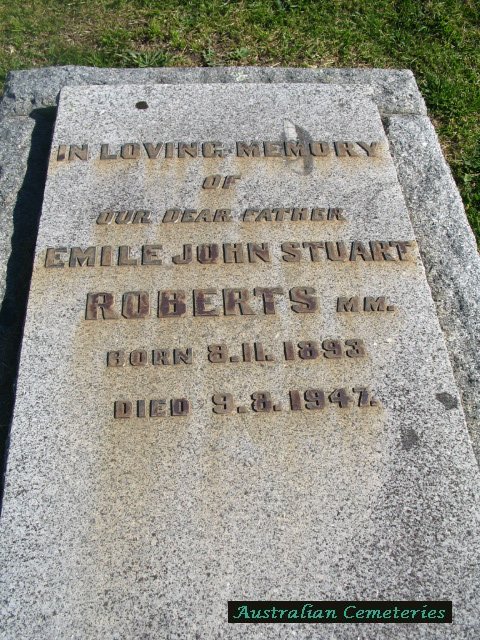 IN LOVING MEMORY
OF
OUR DEAR FATHER
EMILE JOHN STUART
ROBERTS MM.
BORN 8.11.1893
DIED 9.8.1947.
Australian Cemeteries